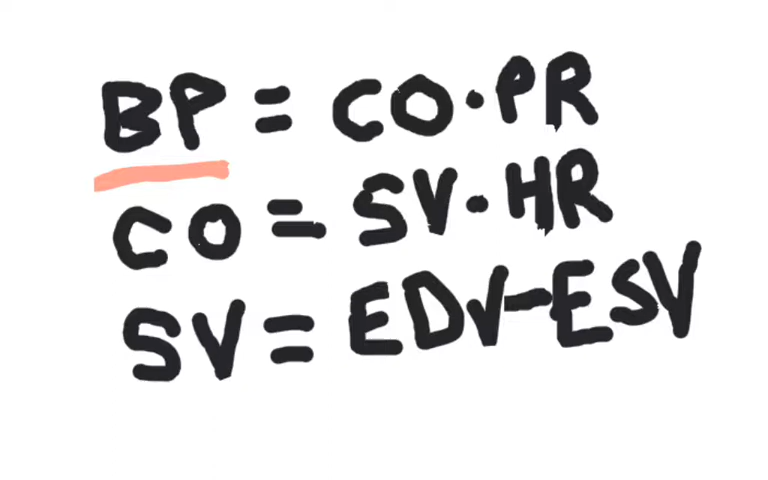 BP = CO · PR
CO = SV · HR
SV = EDV - ESV